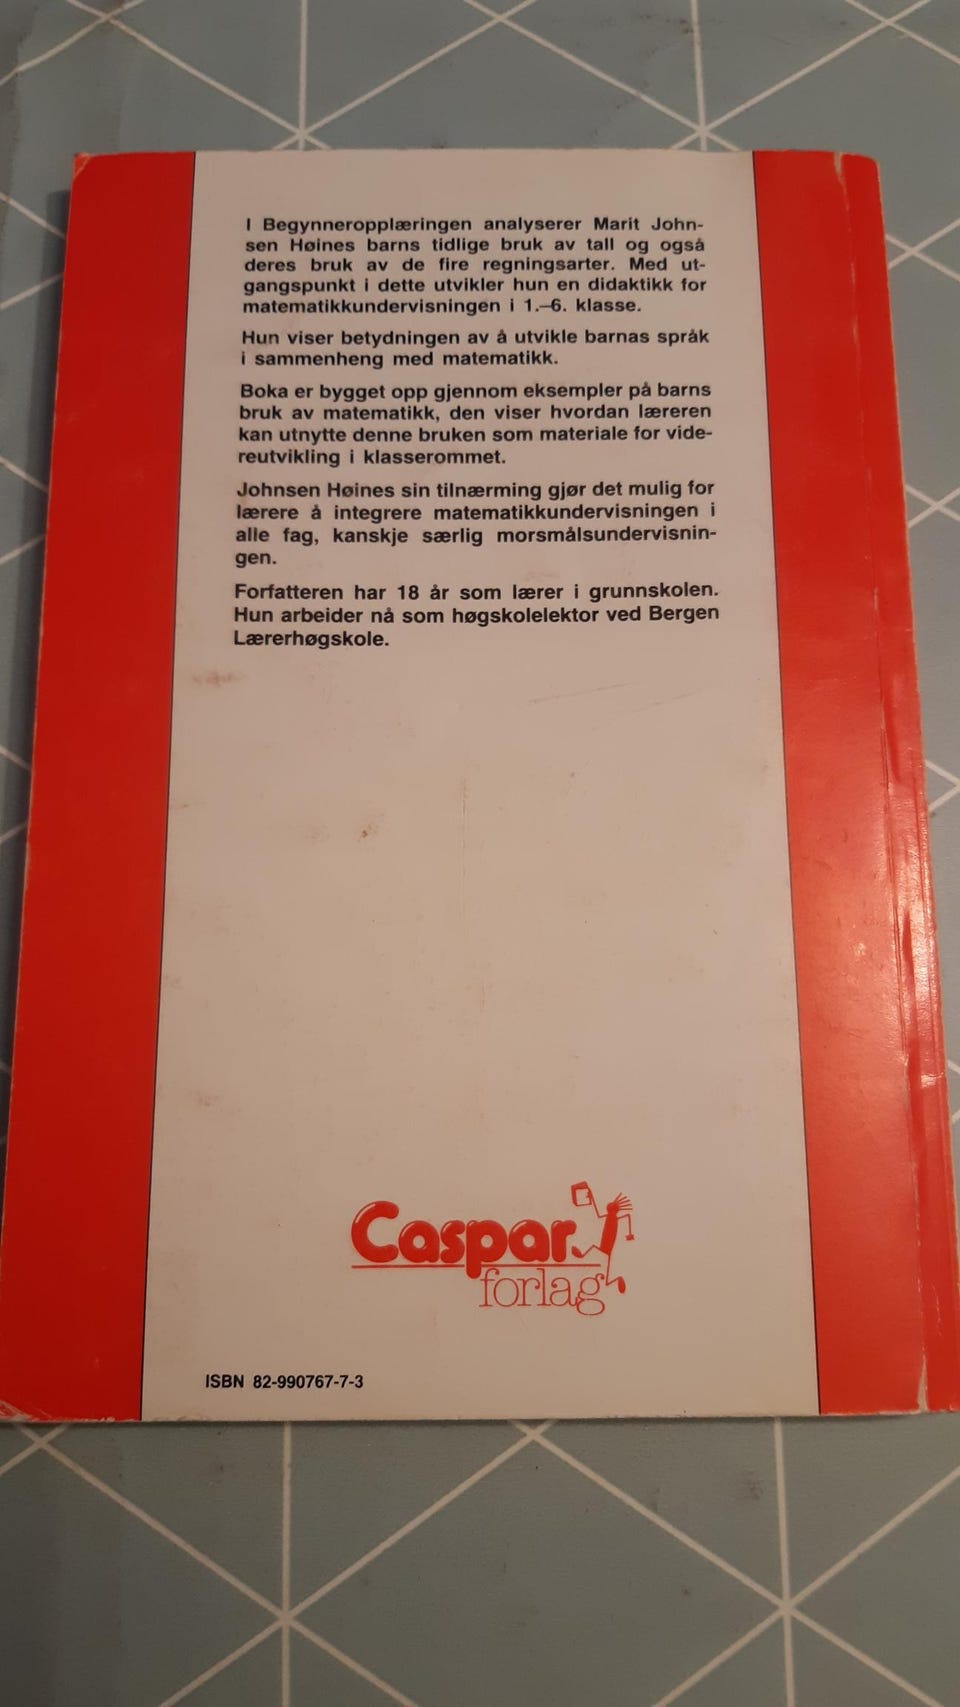 I Begynneropplæringen analyserer Marit John-
sen Høines barns tidlige bruk av tall og også
deres bruk av de fire regningsarter. Med ut-
gangspunkt i dette utvikler hun en didaktikk for
matematikkundervisningen i 1.–6. klasse.
Hun viser betydningen av å utvikle barnas språk
i sammenheng med matematikk.
Boka er bygget opp gjennom eksempler på barns
bruk av matematikk, den viser hvordan læreren
kan utnytte denne bruken som materiale for vide-
reutvikling i klasserommet.
Johnsen Høines sin tilnærming gjør det mulig for
lærere å integrere matematikkundervisningen i
alle fag, kanskje særlig morsmålsundervisnin-
gen.
Forfatteren har 18 år som lærer i grunnskolen.
Hun arbeider nå som høgskolelektor ved Bergen
Lærerhøgskole.
Caspar
forlag
ISBN 82-990767-7-3